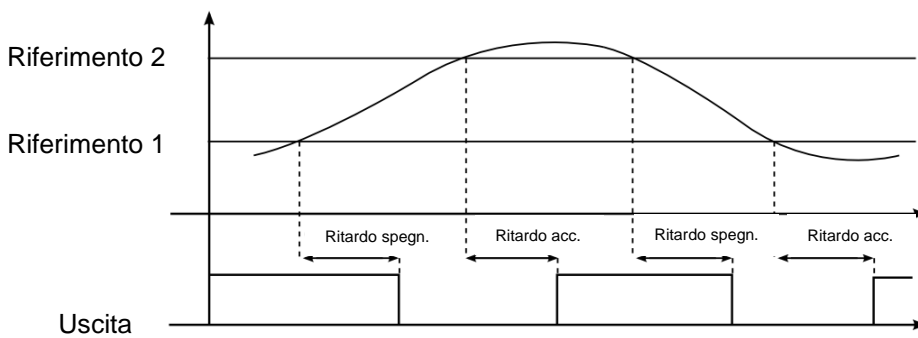 Riferimento 2
Riferimento 1
Ritardo spegn.
Ritardo acc.
Ritardo spegn.
Ritardo acc.
Uscita